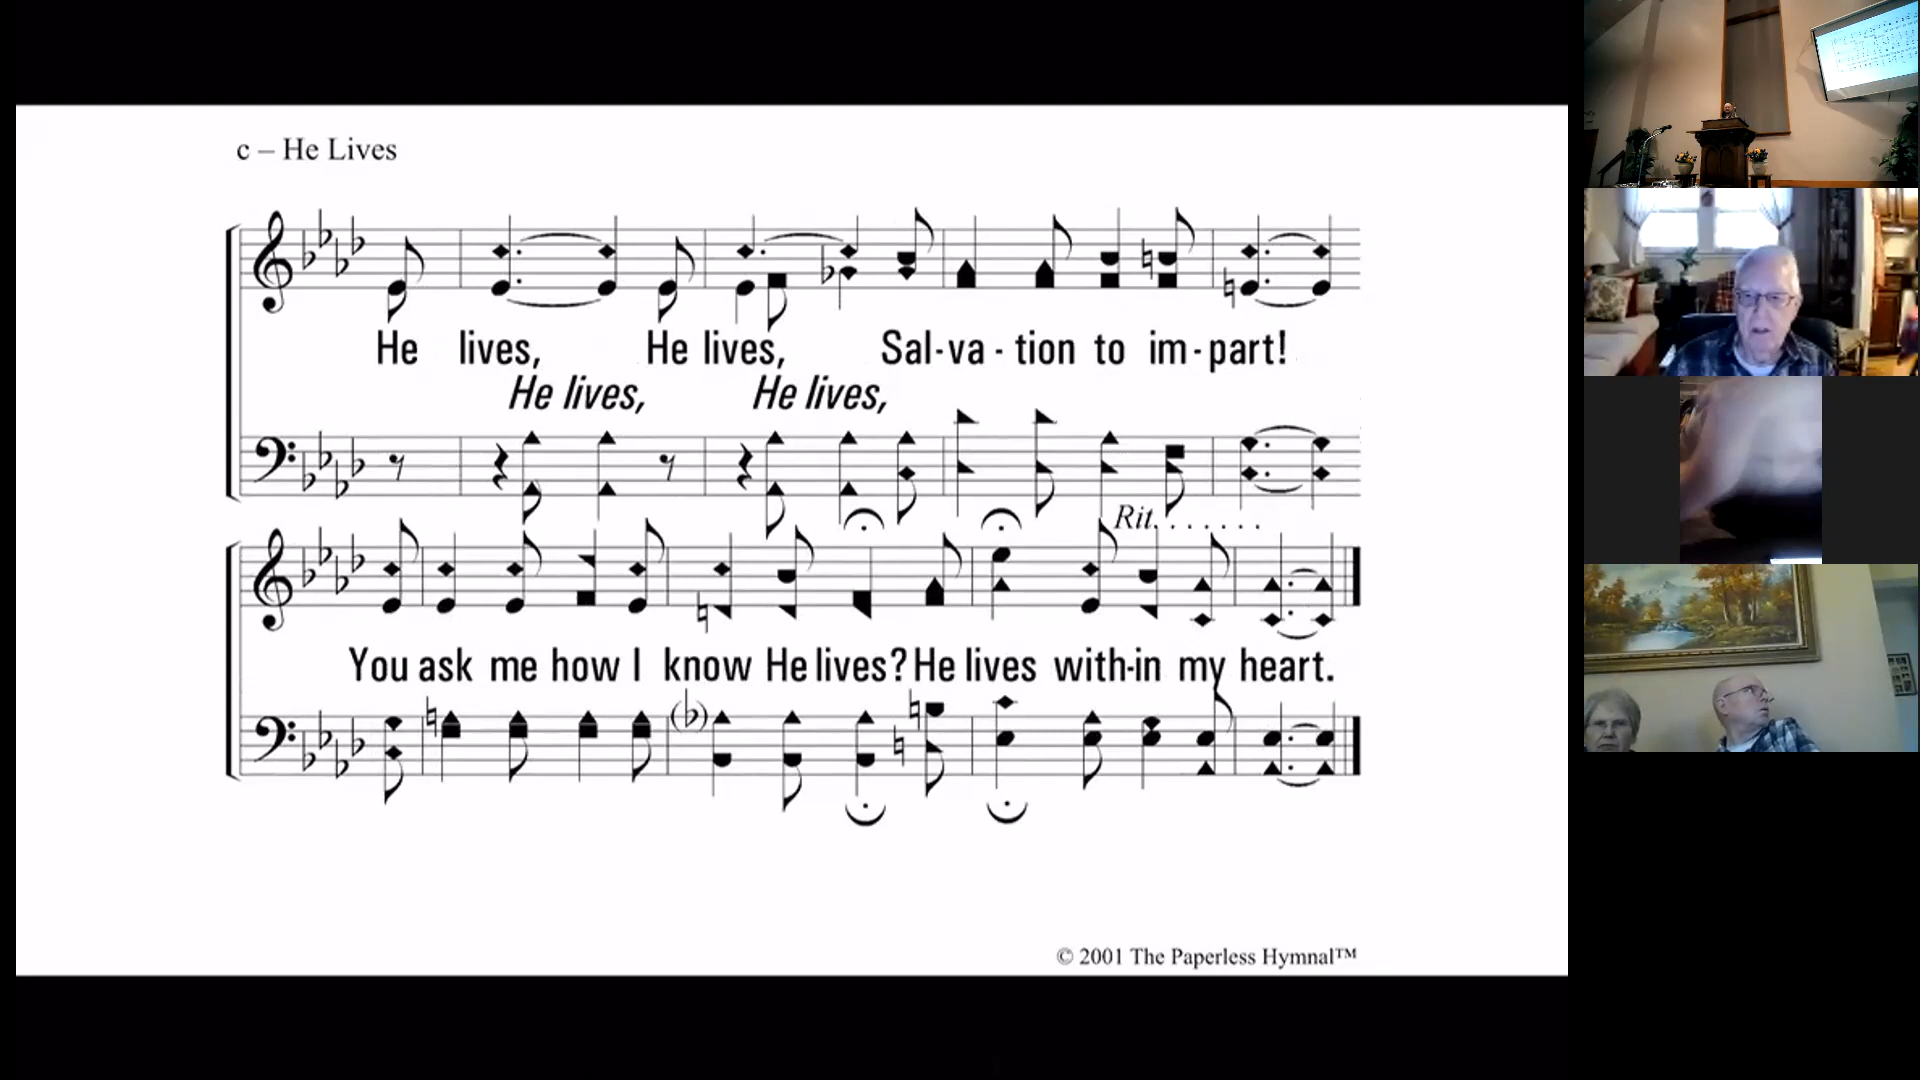 c – He Lives
He lives, He lives, Sal-va - tion to im - part!
He lives, He lives,
Rit. . . . . . .
You ask me how I know He lives? He lives with-in my heart.
© 2001 The Paperless Hymnal™